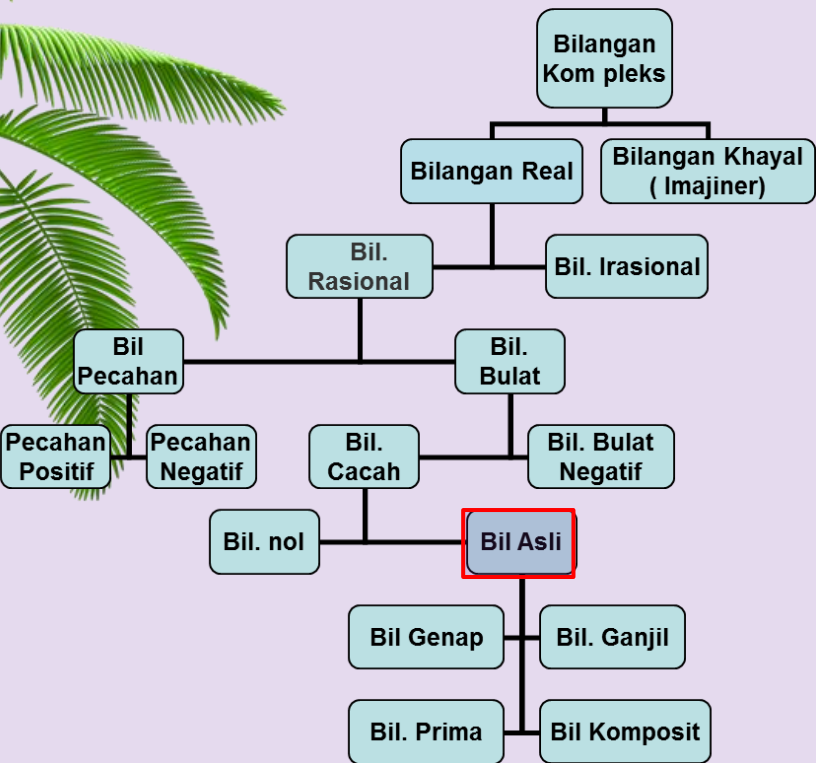 Bilangan
Kom pleks
Bilangan Real
Bilangan Khayal
( Imajiner)
Bil.
Rasional
Bil. Irasional
Bil
Pecahan
Bil.
Bulat
Pecahan
Positif
Pecahan
Negatif
Bil.
Cacah
Bil. Bulat
Negatif
Bil. nol
Bil Asli
Bil Genap
Bil. Ganjil
Bil. Prima
Bil Komposit